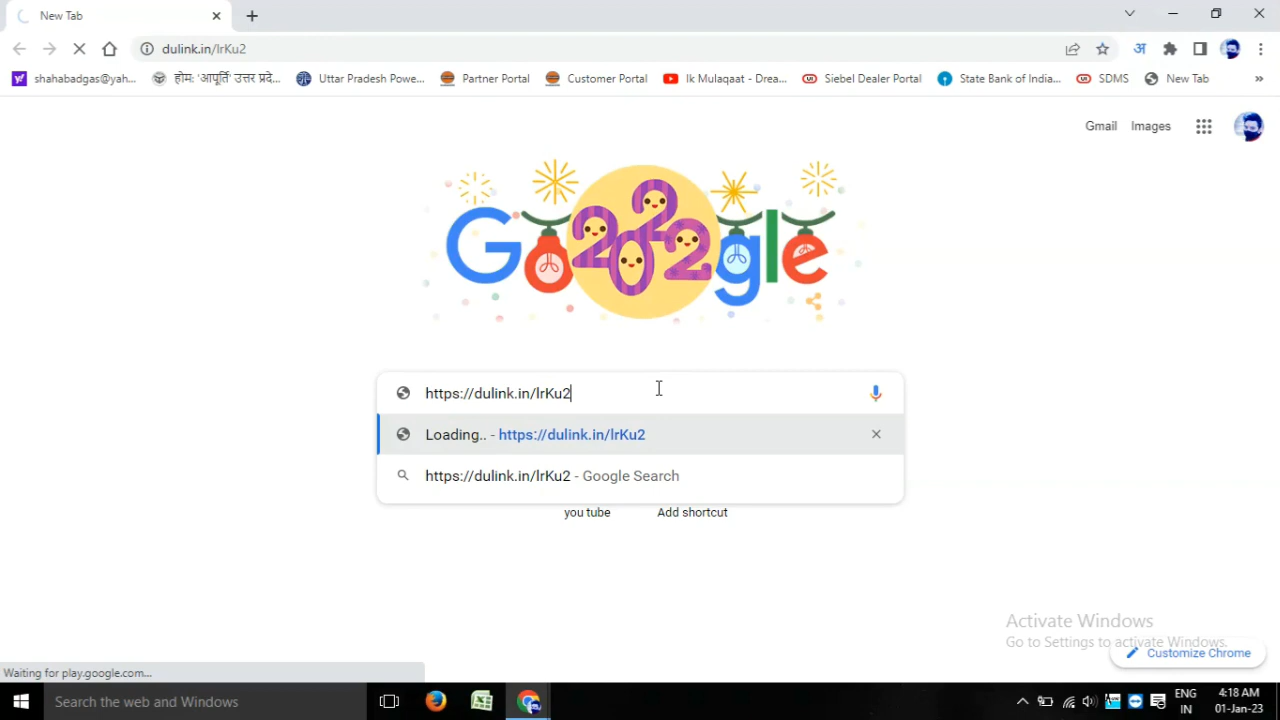 New Tab
dulink.in/lrKu2
shahabadgas@yah...
होम: 'आपूर्ति' उत्तर प्रदे...
Uttar Pradesh Powe...
Partner Portal
Customer Portal
Ik Mulaqaat - Drea...
Siebel Dealer Portal
State Bank of India...
SDMS
New Tab
»
Gmail
Images
Google
2022
https://dulink.in/lrKu2
Loading.. - https://dulink.in/lrKu2
https://dulink.in/lrKu2 - Google Search
you tube
Add shortcut
Activate Windows
Go to Settings to activate Windows.
Customize Chrome
Waiting for play.google.com...
Search the web and Windows
ENG
IN
4:18 AM
01-Jan-23